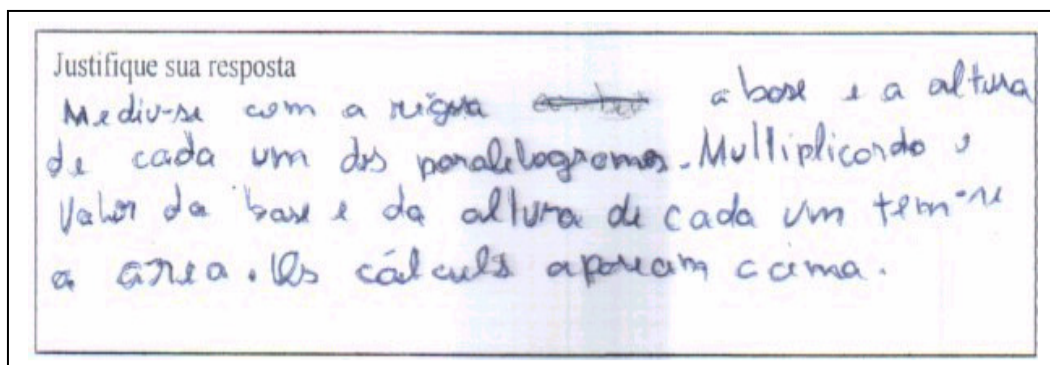 Justifique sua resposta
Mediu-se com a régua a base e a altura
de cada um dos paralelogramos. Multiplicando o
valor da base e da altura de cada um tem-se
a área. Os cálculs aparecem acima.